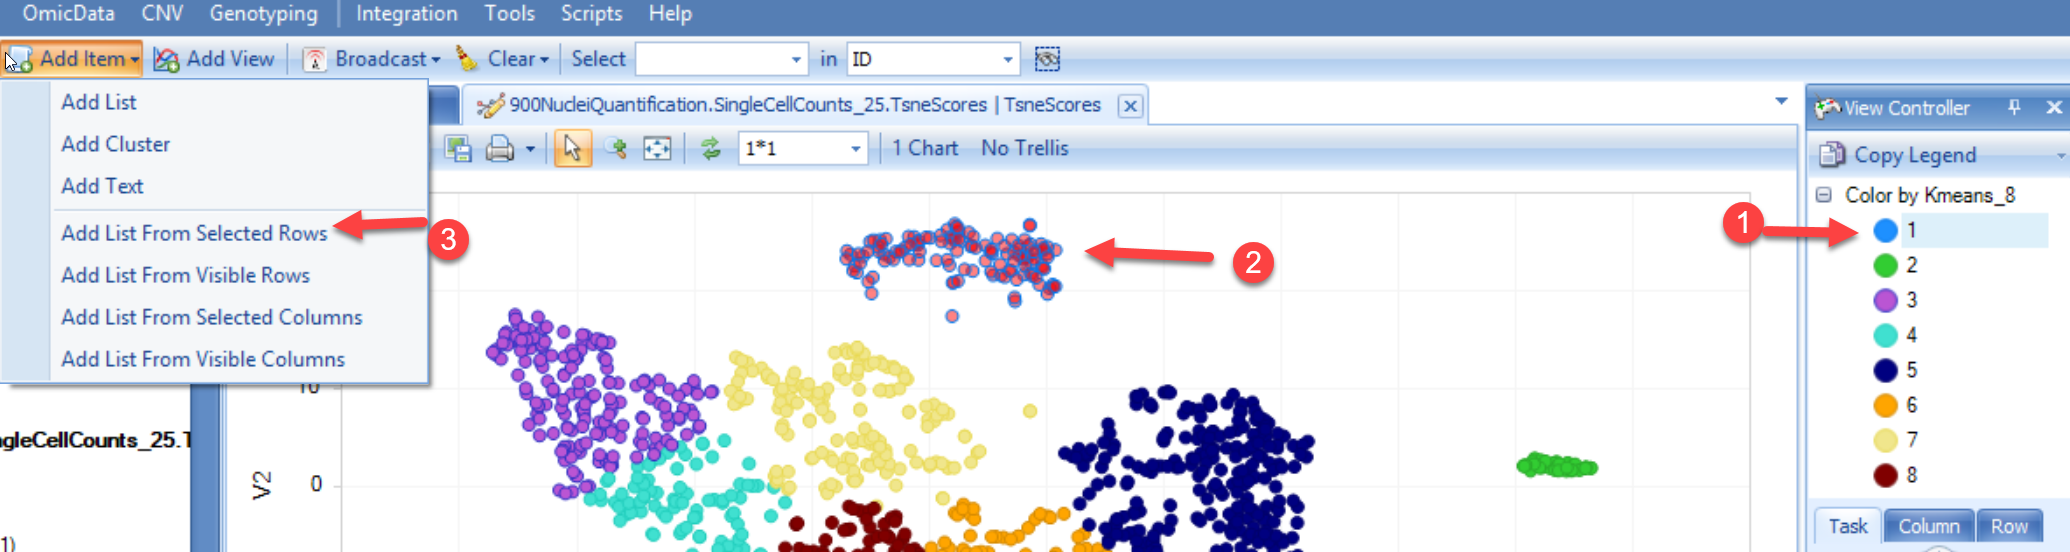 OmicData CNV Genotyping Integration Tools Scripts Help
Add Item Add View Broadcast Clear Select in ID
Add List
Add Cluster
Add Text
Add List From Selected Rows
Add List From Visible Rows
Add List From Selected Columns
Add List From Visible Columns
900NucleiQuantification.SingleCellCounts_25.TsneScores | TsneScores
1*1 1 Chart No Trellis
3
2
1
10
0
V2
ngleCellCounts_25.T
1)
View Controller
Copy Legend
Color by Kmeans_8
1
2
3
4
5
6
7
8
Task Column Row